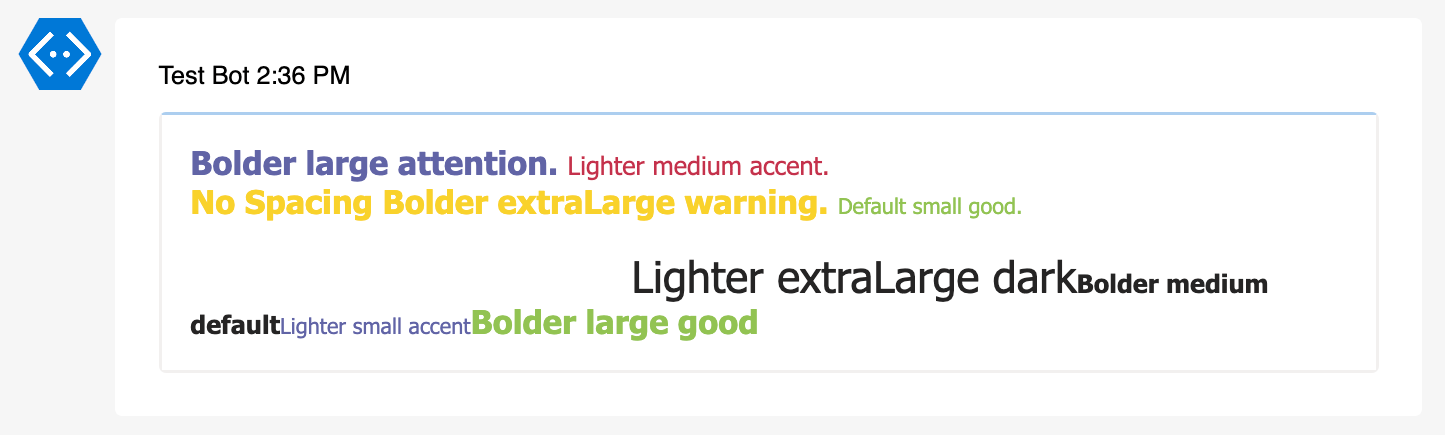 Test Bot 2:36 PM
Bolder large attention. Lighter medium accent.
No Spacing Bolder extraLarge warning. Default small good.
Lighter extraLarge darkBolder medium
defaultLighter small accentBolder large good